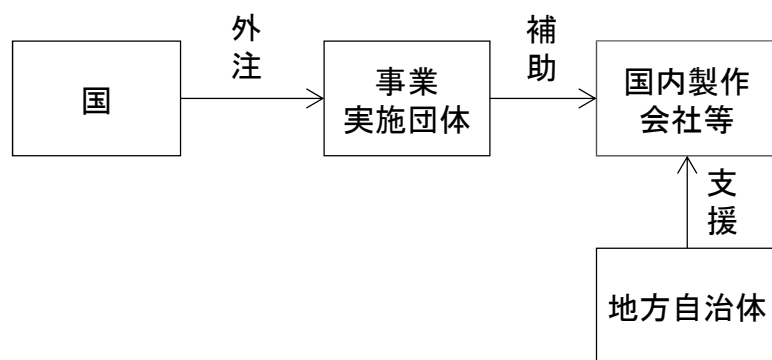 外注
補助
国
事業
実施団体
国内製作
会社等
支援
地方自治体